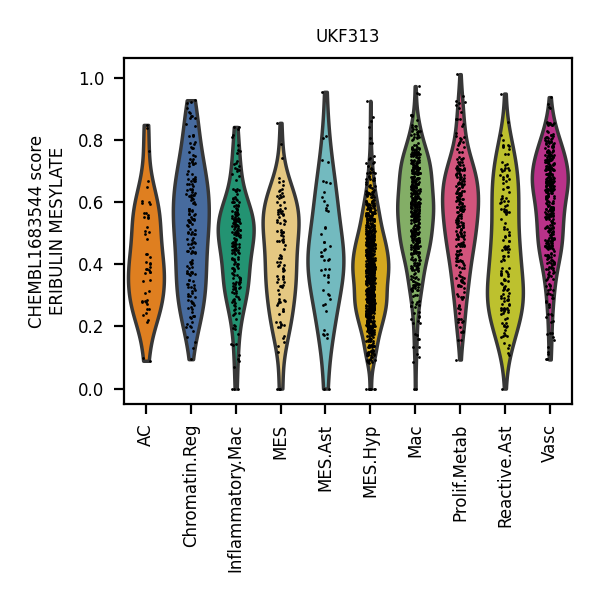 UKF313
CHEMBL1683544 score
ERIBULIN MESYLATE
1.0
0.8
0.6
0.4
0.2
0.0
AC
Chromatin.Reg
Inflammatory.Mac
MES
MES.Ast
MES.Hyp
Mac
Prolif.Metab
Reactive.Ast
Vasc